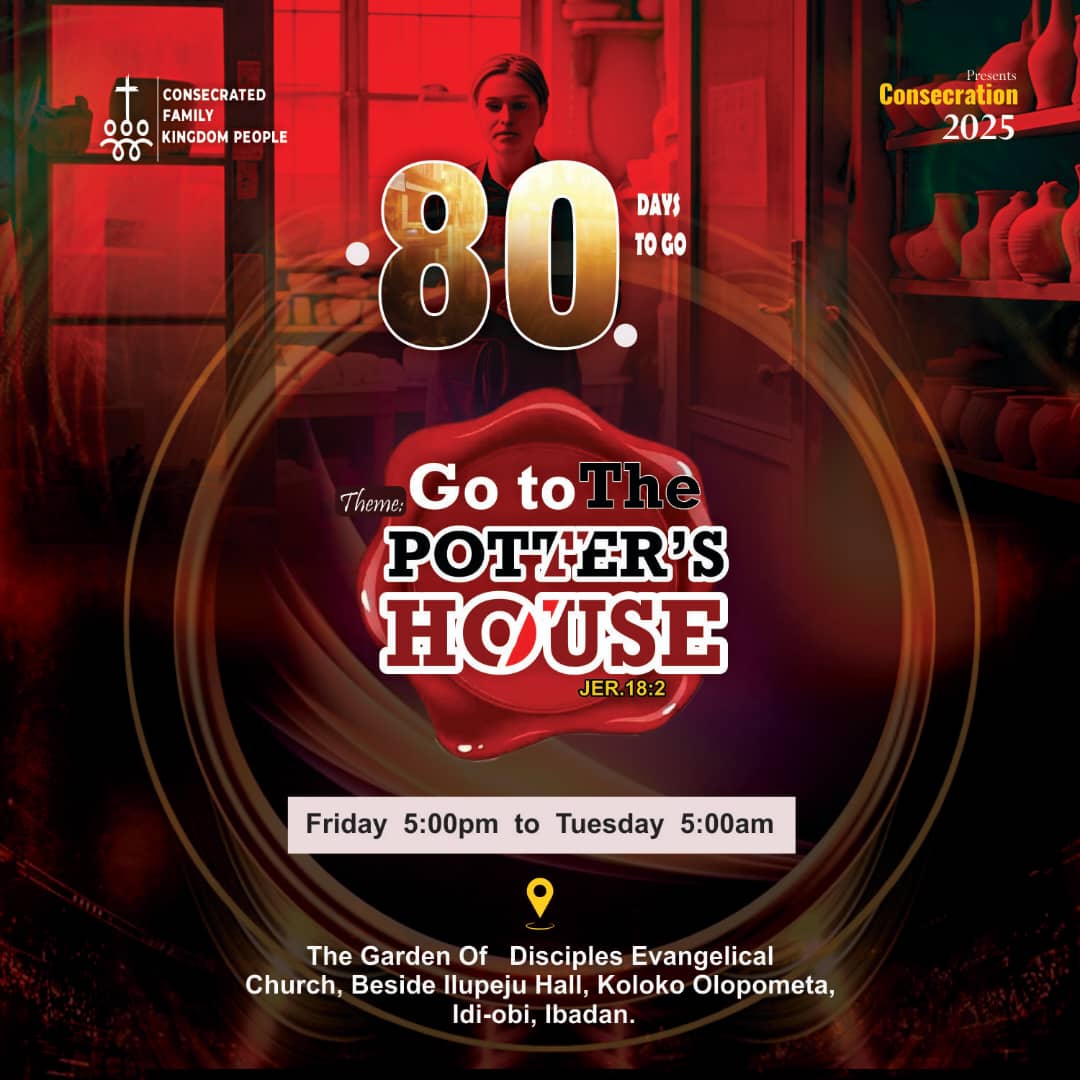 CONSECRATED
FAMILY
KINGDOM PEOPLE
Presents
Consecration
2025
80
DAYS
TO GO
Theme: Go to The
POTTER'S
HOUSE
JER.18:2
Friday 5:00pm to Tuesday 5:00am
The Garden Of Disciples Evangelical
Church, Beside Ilupeju Hall, Koloko Olopometa,
Idi-obi, Ibadan.